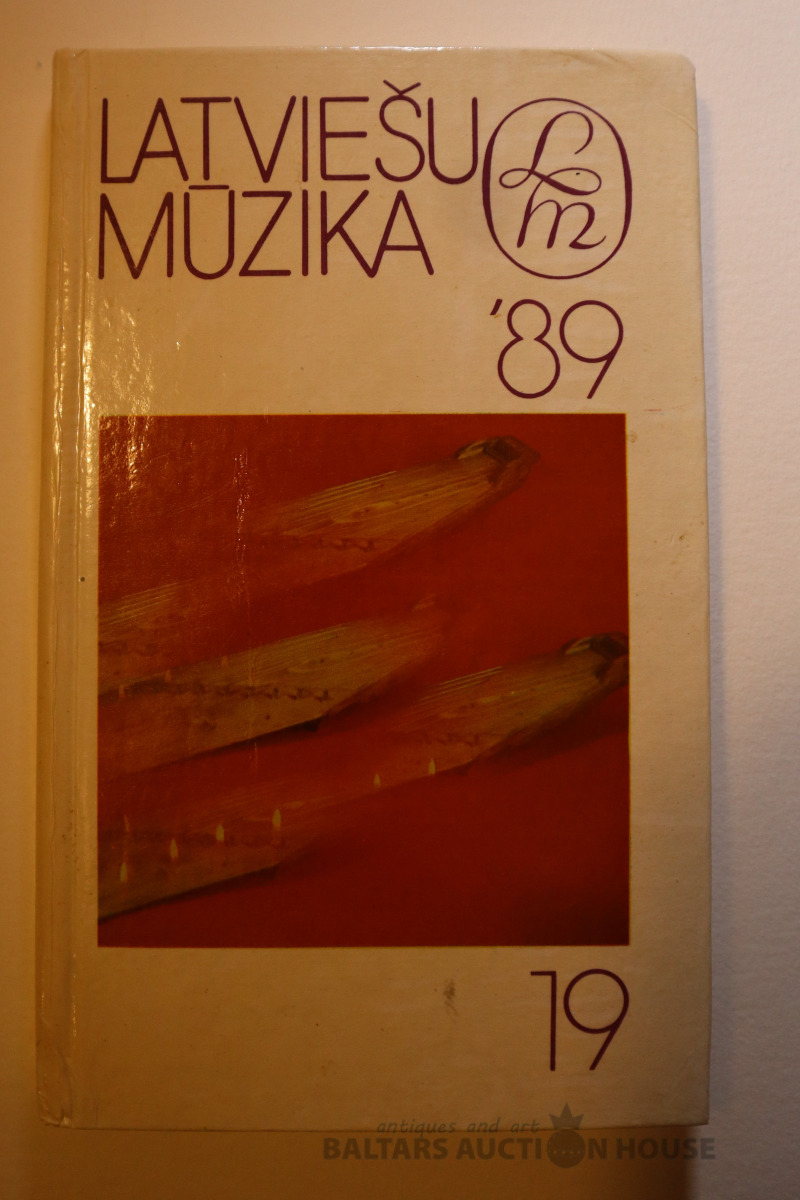 LATVIEŠU
MŪZIKA
Lm
'89
19
antiques and art
BALTARS AUCTION HOUSE